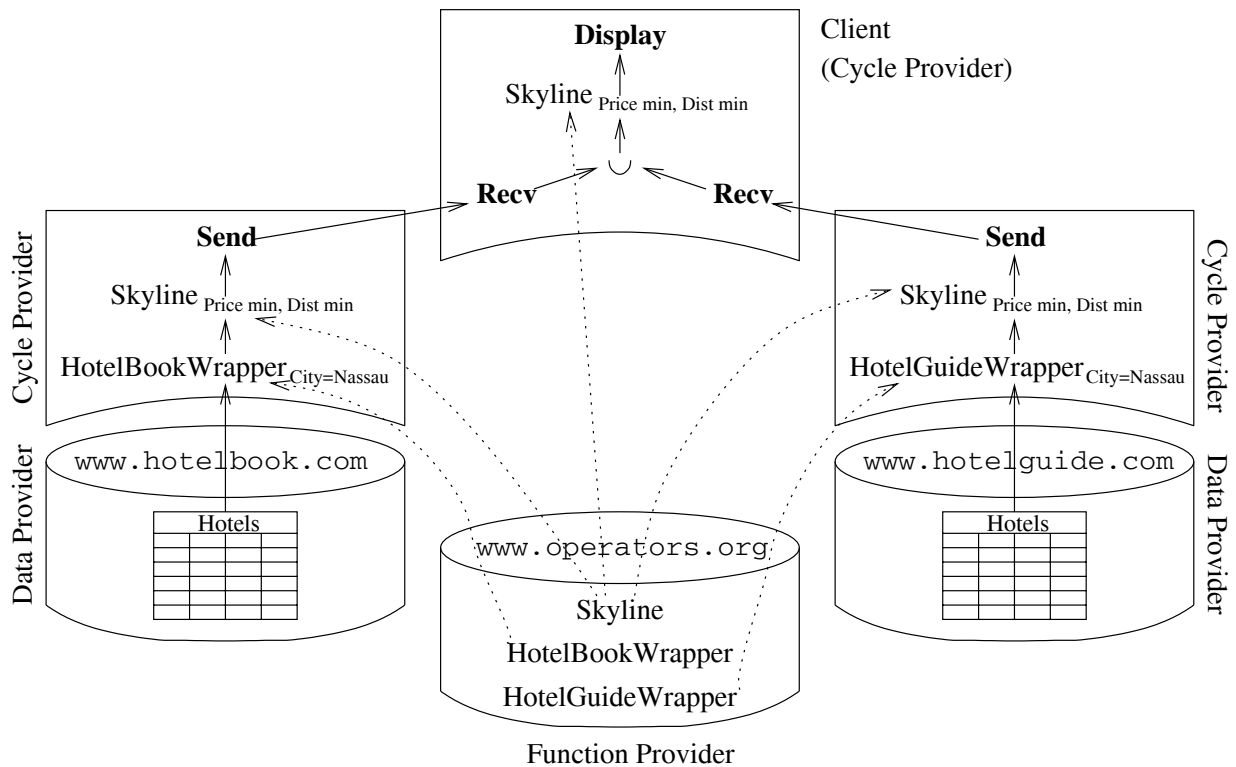 Display
Client
(Cycle Provider)
Skyline Price min, Dist min
∪
Recv
Recv
Cycle Provider
Send
Skyline Price min, Dist min
HotelBookWrapper City=Nassau
Send
Skyline Price min, Dist min
HotelGuideWrapper City=Nassau
Cycle Provider
Data Provider
www.hotelbook.com
Hotels
www.operators.org
Skyline
HotelBookWrapper
HotelGuideWrapper
Function Provider
www.hotelguide.com
Hotels
Data Provider